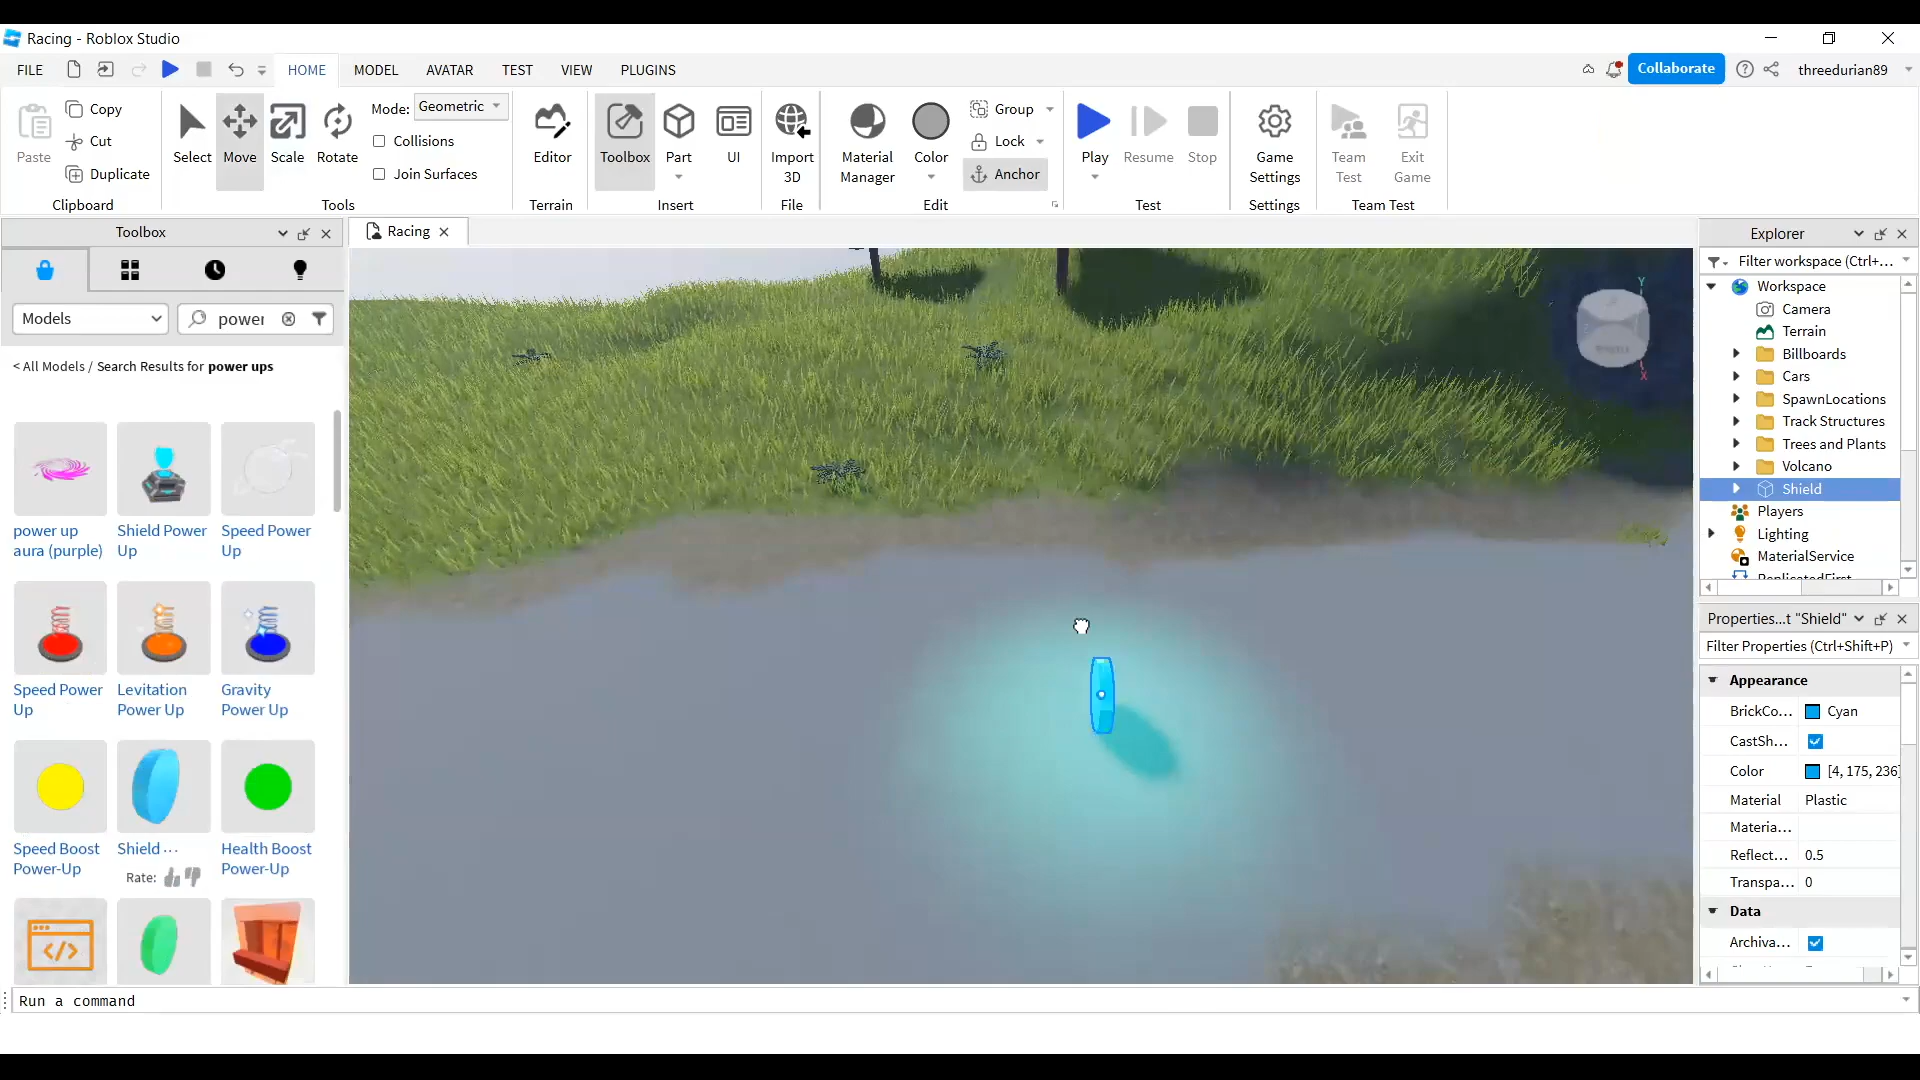 Racing - Roblox Studio
FILE HOME MODEL AVATAR TEST VIEW PLUGINS Collaborate threedurian89
Paste Copy Cut Duplicate Clipboard
Select Move Scale Rotate
Mode: Geometric
Collisions
Join Surfaces
Tools
Editor
Terrain
Toolbox Part UI
Insert
Import
3D
File
Material
Manager
Color
Group
Lock
Anchor
Edit
Play Resume Stop
Test
Game
Settings
Settings
Team
Test
Exit
Game
Team Test
Toolbox
Models
power
< All Models / Search Results for power ups
power up
aura (purple)
Shield Power
Up
Speed Power
Up
Speed Power
Up
Levitation
Power Up
Gravity
Power Up
Speed Boost
Power-Up
Shield ...
Rate:
Health Boost
Power-Up
Racing
Explorer
Filter workspace (Ctrl+...
Workspace
Camera
Terrain
Billboards
Cars
SpawnLocations
Track Structures
Trees and Plants
Volcano
Shield
Players
Lighting
MaterialService
ReplicatedFirst
Properties...t "Shield"
Filter Properties (Ctrl+Shift+P)
Appearance
BrickCo... Cyan
CastSh...
Color [4, 175, 236]
Material Plastic
Materia...
Reflect... 0.5
Transpa... 0
Data
Archiva...
Y
X
Run a command